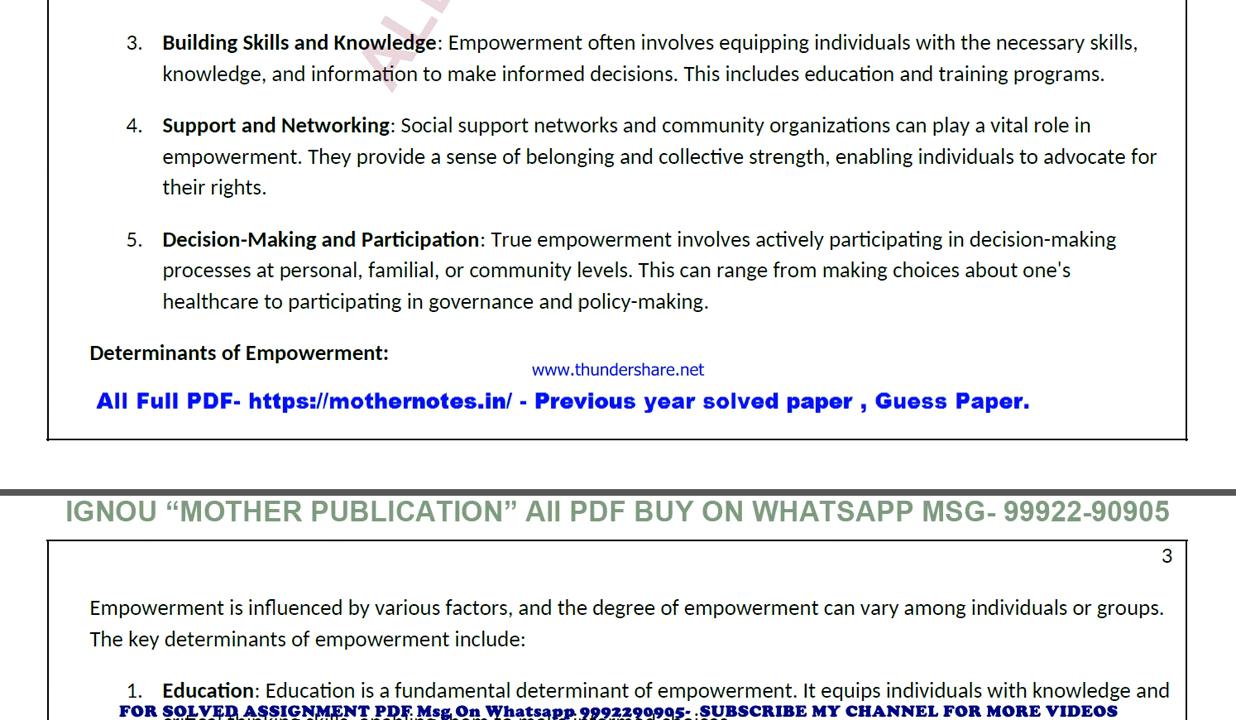 3. Building Skills and Knowledge: Empowerment often involves equipping individuals with the necessary skills,
knowledge, and information to make informed decisions. This includes education and training programs.
4. Support and Networking: Social support networks and community organizations can play a vital role in
empowerment. They provide a sense of belonging and collective strength, enabling individuals to advocate for
their rights.
5. Decision-Making and Participation: True empowerment involves actively participating in decision-making
processes at personal, familial, or community levels. This can range from making choices about one's
healthcare to participating in governance and policy-making.
Determinants of Empowerment:
www.thundershare.net
All Full PDF- https://mothernotes.in/ - Previous year solved paper , Guess Paper.
IGNOU “MOTHER PUBLICATION” All PDF BUY ON WHATSAPP MSG- 99922-90905
3
Empowerment is influenced by various factors, and the degree of empowerment can vary among individuals or groups.
The key determinants of empowerment include:
1. Education: Education is a fundamental determinant of empowerment. It equips individuals with knowledge and
FOR SOLVED ASSIGNMENT PDF Msg On Whatsapp 9992290905- .SUBSCRIBE MY CHANNEL FOR MORE VIDEOS